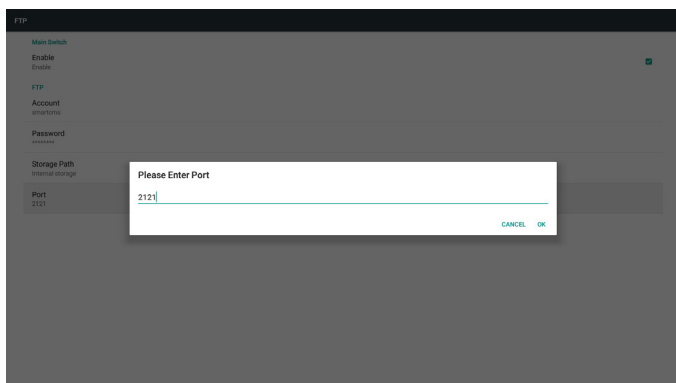 FTP
Main Switch
Enable
Enable
FTP
Account
smartcms
Password
********
Storage Path
Internal storage
Port
2121
Please Enter Port
2121
CANCEL OK